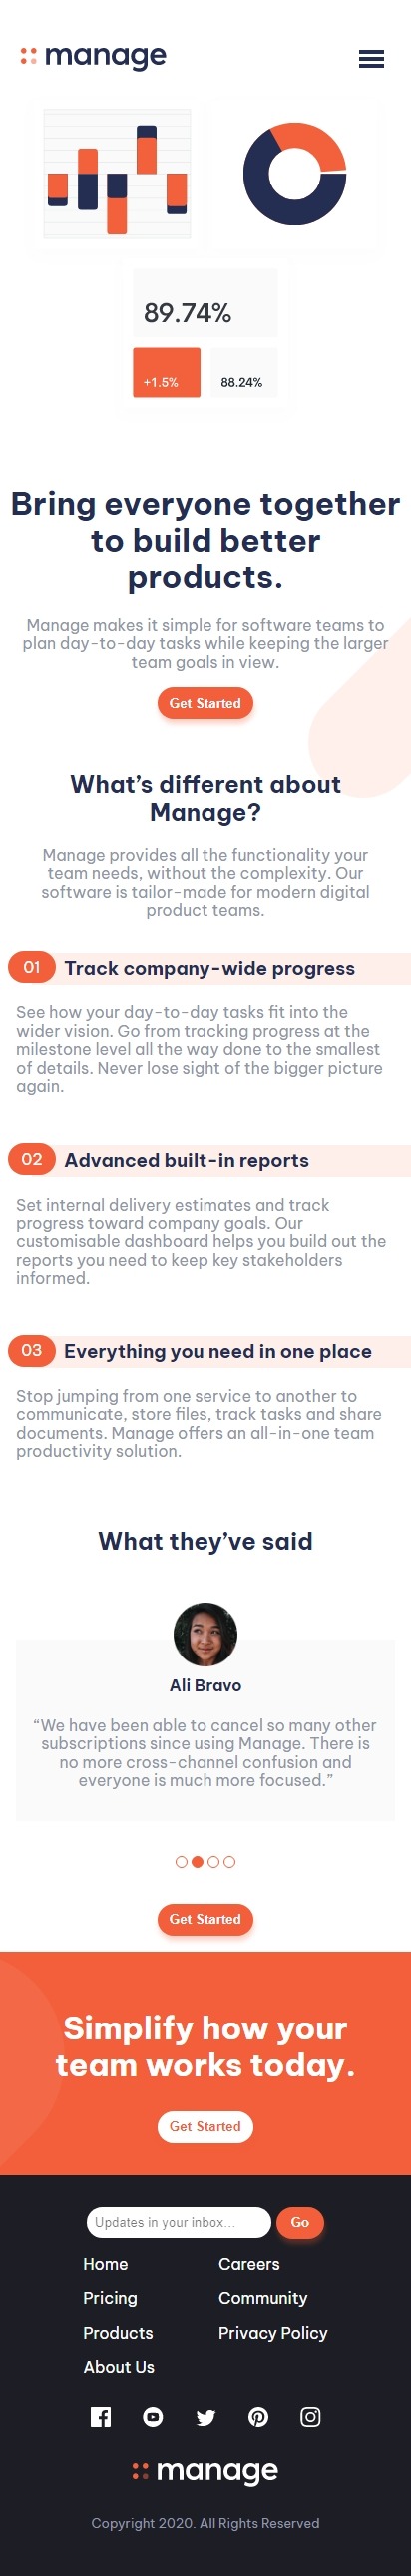 manage
89.74%
+1.5%
88.24%
Bring everyone together
to build better
products.
Manage makes it simple for software teams to
plan day-to-day tasks while keeping the larger
team goals in view.
Get Started
What's different about
Manage?
Manage provides all the functionality your
team needs, without the complexity. Our
software is tailor-made for modern digital
product teams.
01 Track company-wide progress
See how your day-to-day tasks fit into the
wider vision. Go from tracking progress at the
milestone level all the way done to the smallest
of details. Never lose sight of the bigger picture
again.
02 Advanced built-in reports
Set internal delivery estimates and track
progress toward company goals. Our
customisable dashboard helps you build out the
reports you need to keep key stakeholders
informed.
03 Everything you need in one place
Stop jumping from one service to another to
communicate, store files, track tasks and share
documents. Manage offers an all-in-one team
productivity solution.
What they've said
Ali Bravo
“We have been able to cancel so many other
subscriptions since using Manage. There is
no more cross-channel confusion and
everyone is much more focused.”
Get Started
Simplify how your
team works today.
Get Started
Updates in your inbox... Go
Home Careers
Pricing Community
Products Privacy Policy
About Us
manage
Copyright 2020. All Rights Reserved